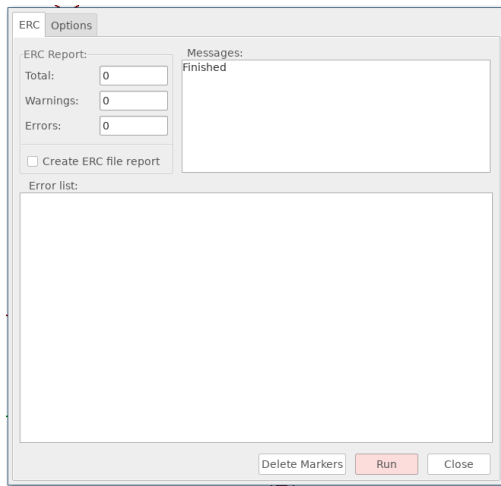 ERC Options
ERC Report:
Total: 0
Warnings: 0
Errors: 0
Create ERC file report
Messages:
Finished
Error list:
Delete Markers Run Close